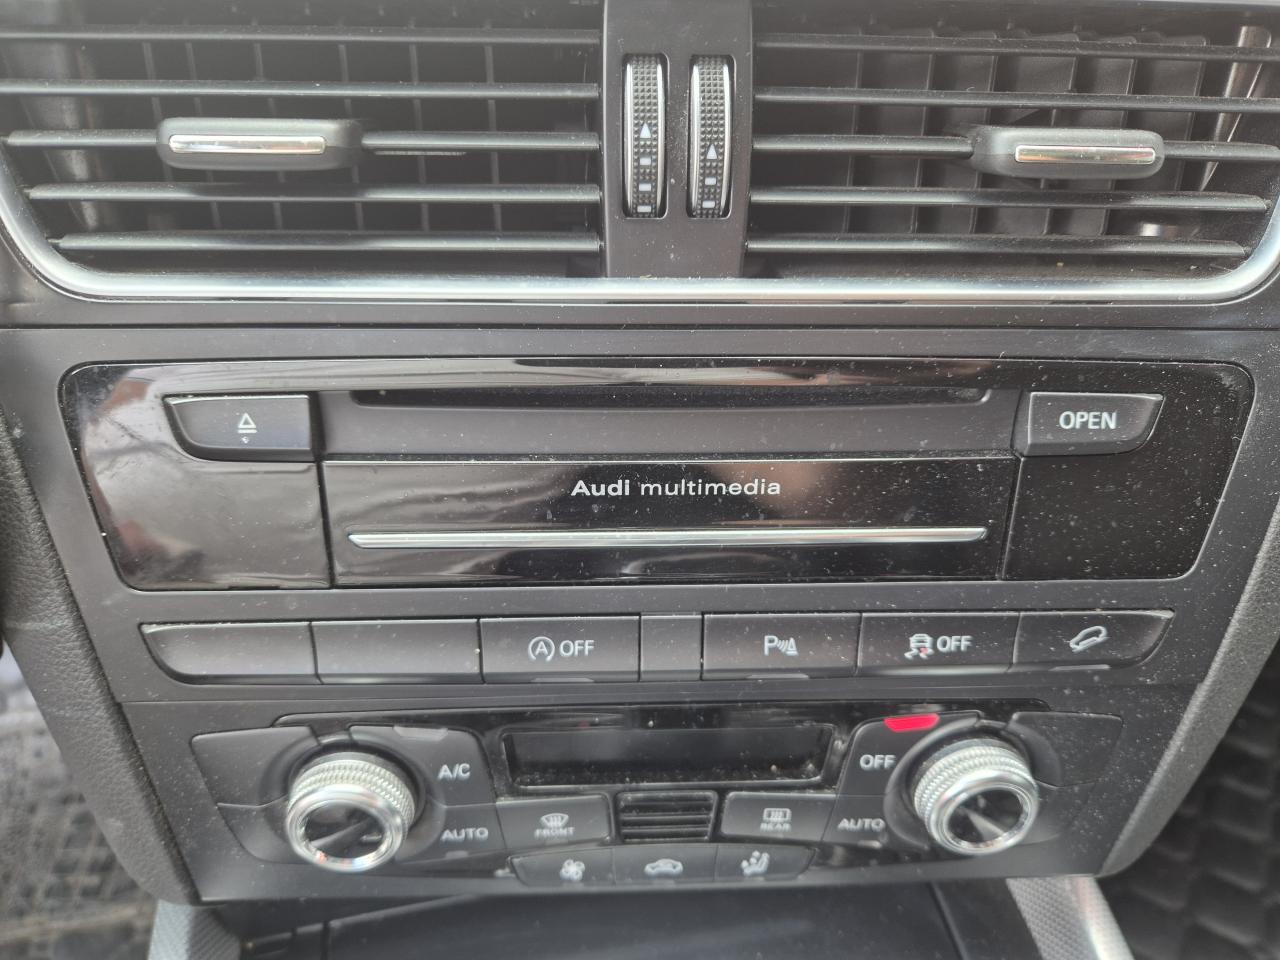 OPEN
Audi multimedia
A OFF
P
OFF
OFF
A/C
AUTO
FRONT
REAR
AUTO